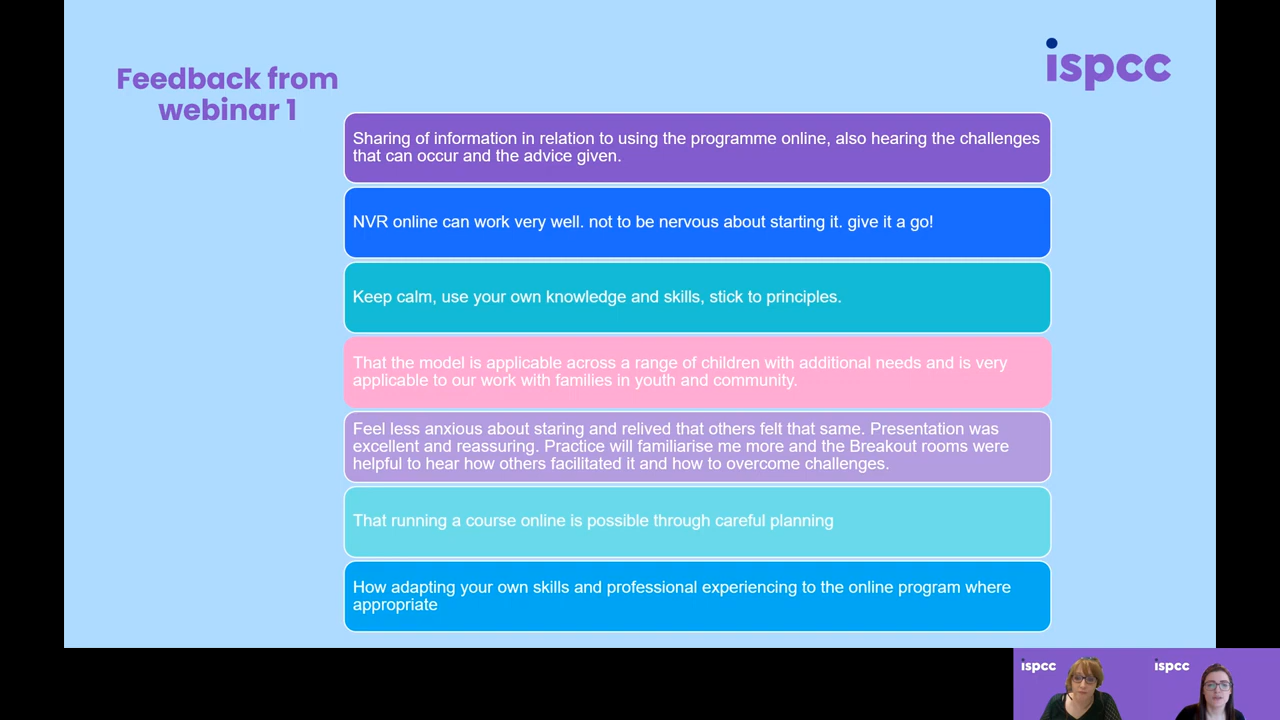 Feedback from
webinar 1
ispcc
Sharing of information in relation to using the programme online, also hearing the challenges
that can occur and the advice given.
NVR online can work very well. not to be nervous about starting it. give it a go!
Keep calm, use your own knowledge and skills, stick to principles.
That the model is applicable across a range of children with additional needs and is very
applicable to our work with families in youth and community.
Feel less anxious about staring and relived that others felt that same. Presentation was
excellent and reassuring. Practice will familiarise me more and the Breakout rooms were
helpful to hear how others facilitated it and how to overcome challenges.
That running a course online is possible through careful planning
How adapting your own skills and professional experiencing to the online program where
appropriate
ispcc
ispcc